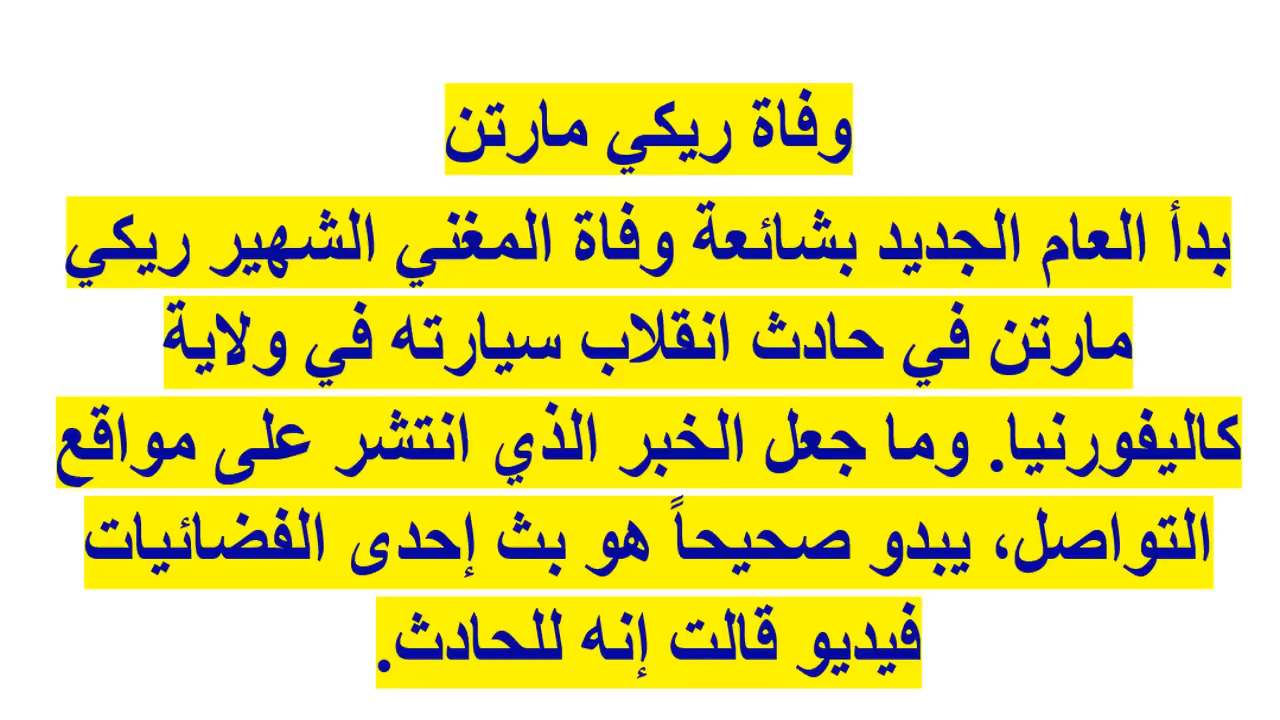 وفاة ريكي مارتن
بدأ العام الجديد بشائعة وفاة المغني الشهير ريكي
مارتن في حادث انقلاب سيارته في ولاية
كاليفورنيا. وما جعل الخبر الذي انتشر على مواقع
التواصل، يبدو صحيحاً هو بث إحدى الفضائيات
فيديو قالت إنه للحادث.